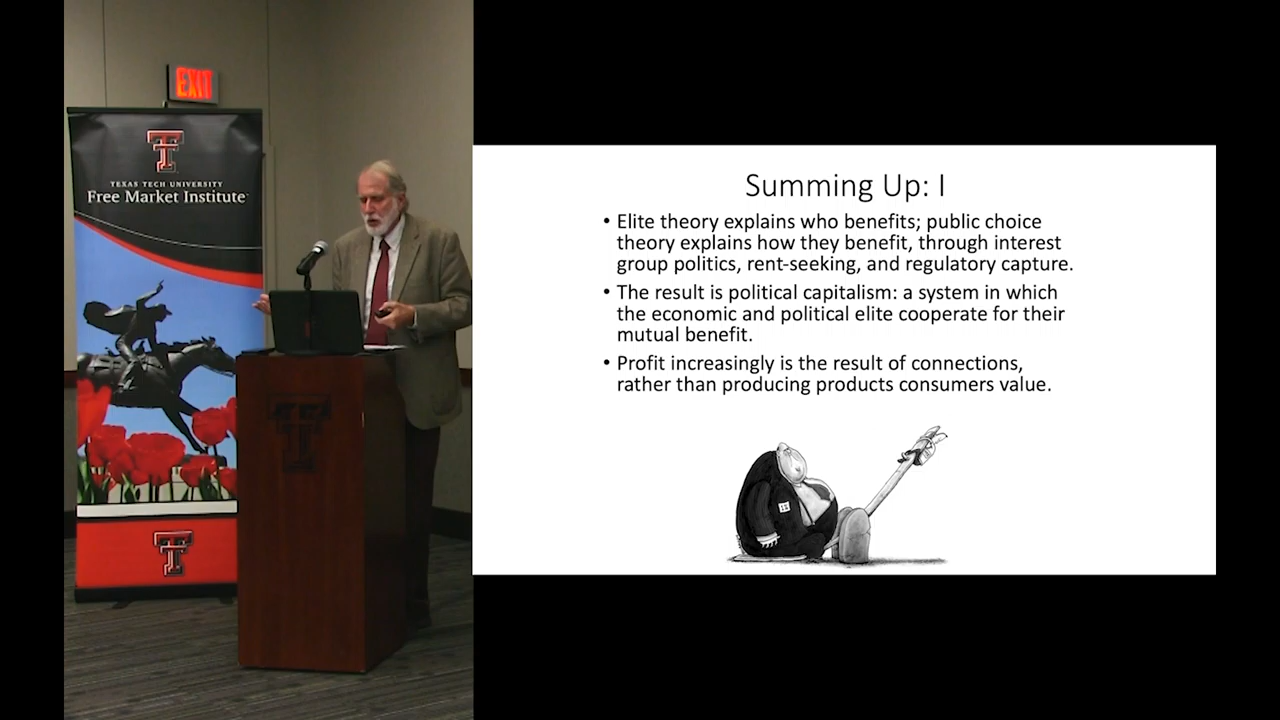 EXIT
TEXAS TECH UNIVERSITY
Free Market Institute
Summing Up: I
• Elite theory explains who benefits; public choice
theory explains how they benefit, through interest
group politics, rent-seeking, and regulatory capture.
• The result is political capitalism: a system in which
the economic and political elite cooperate for their
mutual benefit.
• Profit increasingly is the result of connections,
rather than producing products consumers value.